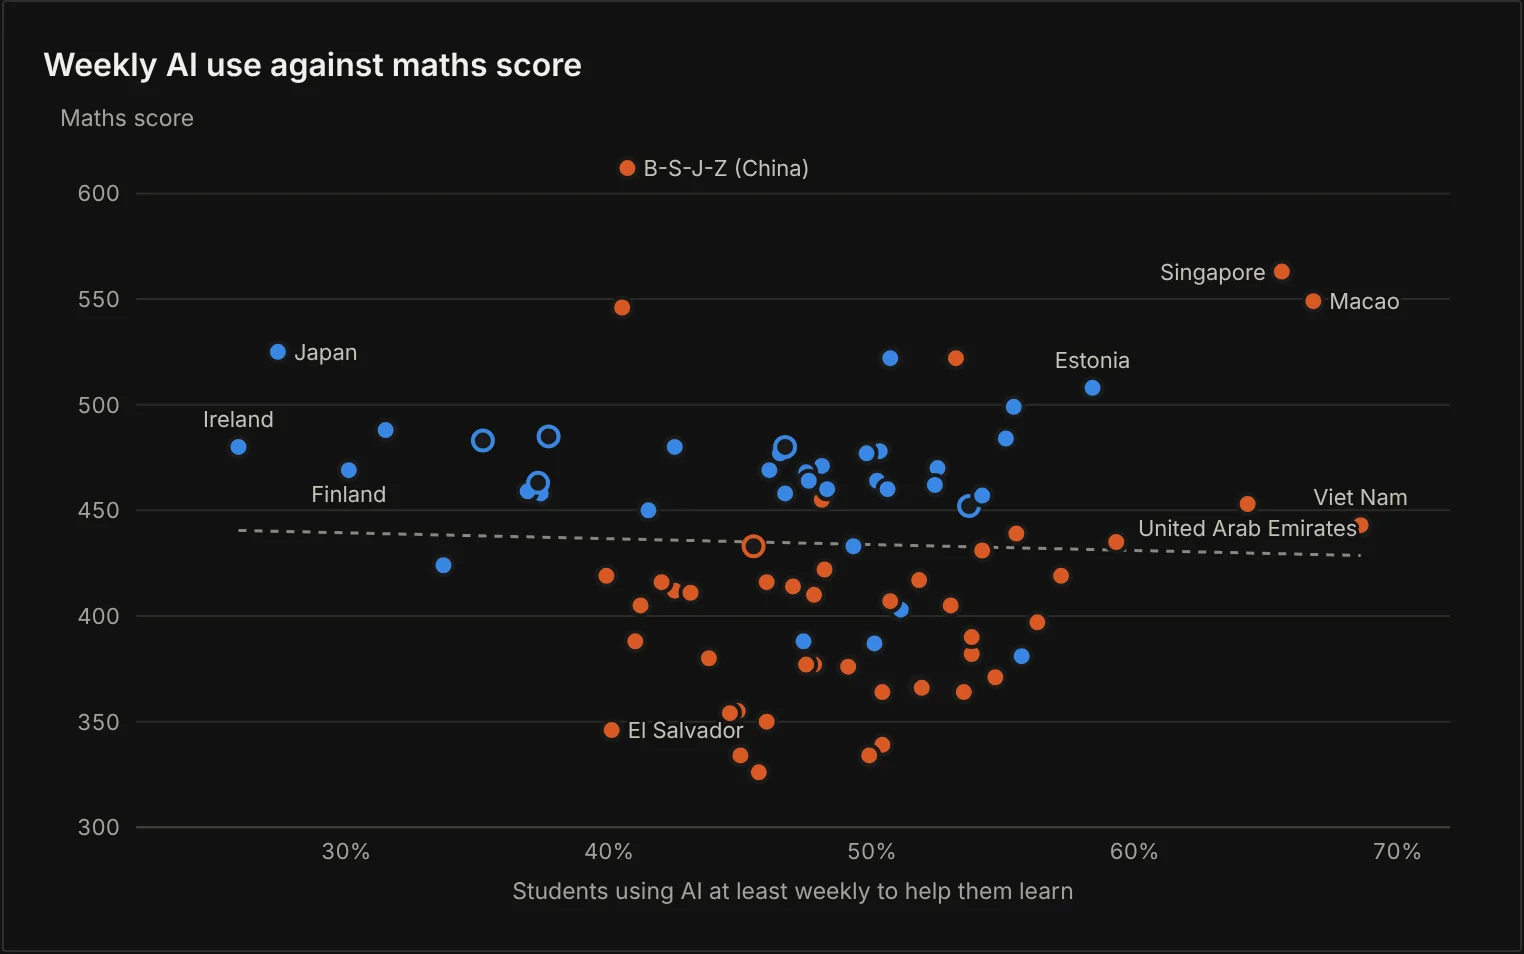 Weekly AI use against maths score
Maths score
B-S-J-Z (China)
600
Singapore
550
Macao
Japan
Estonia
500
Ireland
Finland
450
Viet Nam
United Arab Emirates
400
350
El Salvador
300
30%
40%
50%
60%
70%
Students using AI at least weekly to help them learn